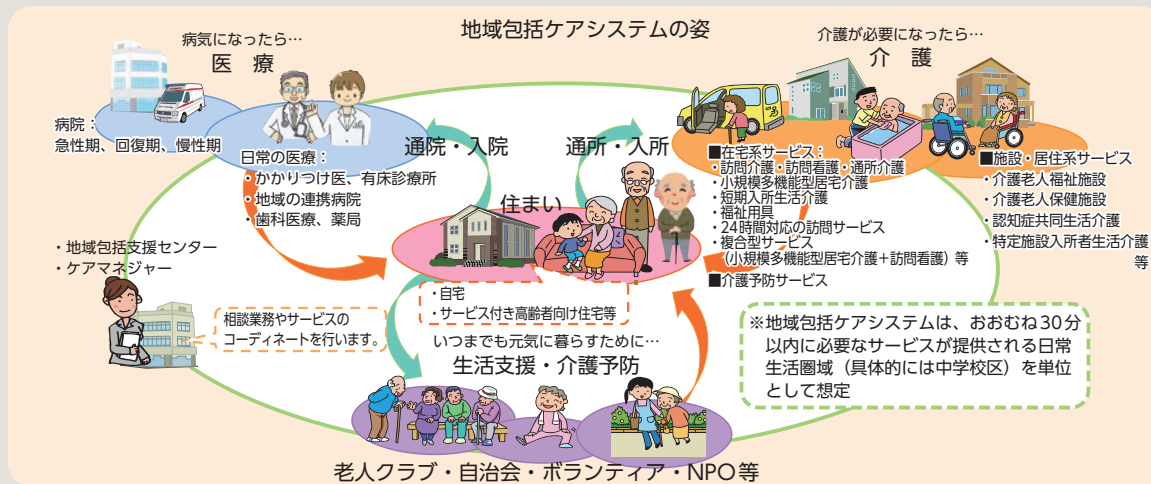 地域包括ケアシステムの姿
病気になったら…
医 療
病院：
急性期、回復期、慢性期
日常の医療：
・かかりつけ医、有床診療所
・地域の連携病院
・歯科医療、薬局
通院・入院
通所・入所
住まい
・自宅
・サービス付き高齢者向け住宅等
介護が必要になったら…
介 護
■在宅系サービス：
・訪問介護・訪問看護・通所介護
・小規模多機能型居宅介護
・短期入所生活介護
・福祉用具
・24時間対応の訪問サービス
・複合型サービス
（小規模多機能型居宅介護＋訪問看護）等
■介護予防サービス
■施設・居住系サービス
・介護老人福祉施設
・介護老人保健施設
・認知症共同生活介護
・特定施設入所者生活介護
等
・地域包括支援センター
・ケアマネジャー
相談業務やサービスの
コーディネートを行います。
いつまでも元気に暮らすために…
生活支援・介護予防
老人クラブ・自治会・ボランティア・NPO等
※地域包括ケアシステムは、おおむね30分
以内に必要なサービスが提供される日常
生活圏域（具体的には中学校区）を単位
として想定